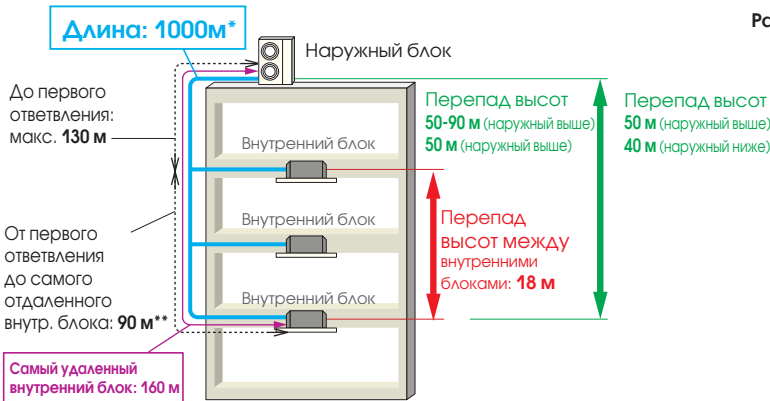 Длина: 1000м*
Ра
Наружный блок
До первого
ответвления:
макс. 130 м
Внутренний блок
Перепад высот
50-90 м (наружный выше)
50 м (наружный выше)
Перепад высот
50 м (наружный выше)
40 м (наружный ниже)
Внутренний блок
Перепад
высот между
внутренними
блоками: 18 м
От первого
ответвления
до самого
отдаленного
внутр. блока: 90 м**
Внутренний блок
Самый удаленный
внутренний блок: 160 м